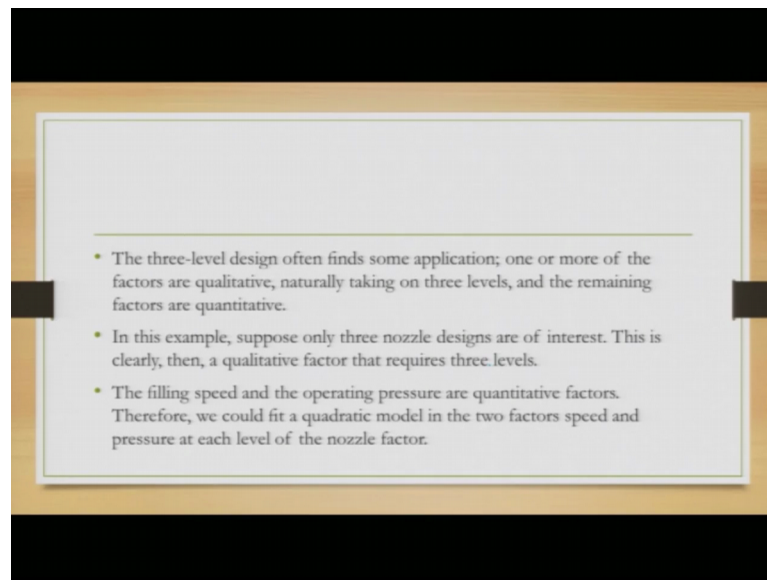 • The three-level design often finds some application; one or more of the
factors are qualitative, naturally taking on three levels, and the remaining
factors are quantitative.
• In this example, suppose only three nozzle designs are of interest. This is
clearly, then, a qualitative factor that requires three levels.
• The filling speed and the operating pressure are quantitative factors.
Therefore, we could fit a quadratic model in the two factors speed and
pressure at each level of the nozzle factor.